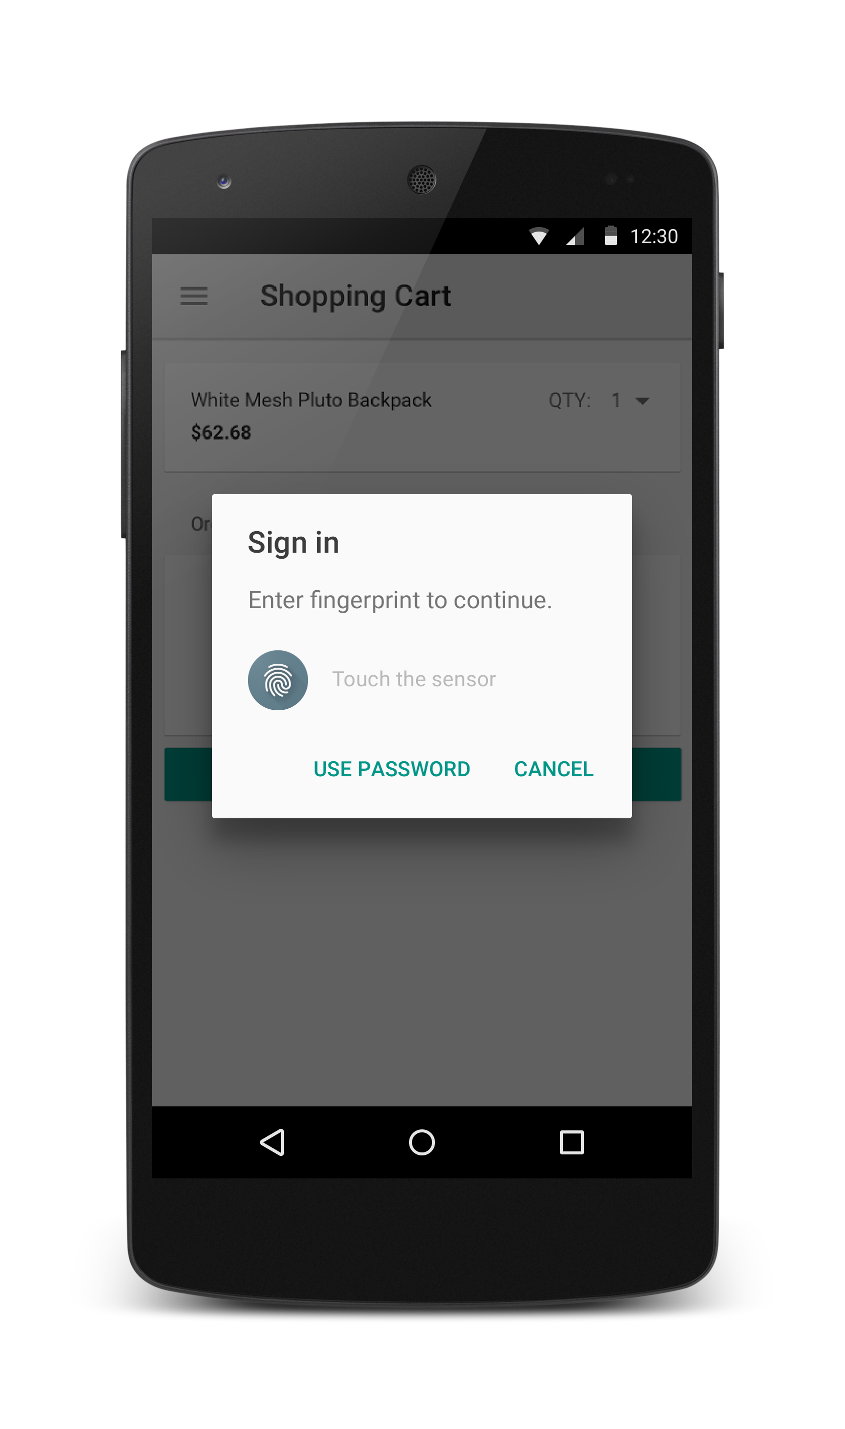 12:30
Shopping Cart
White Mesh Pluto Backpack QTY: 1
$62.68
Sign in
Enter fingerprint to continue.
Touch the sensor
USE PASSWORD CANCEL